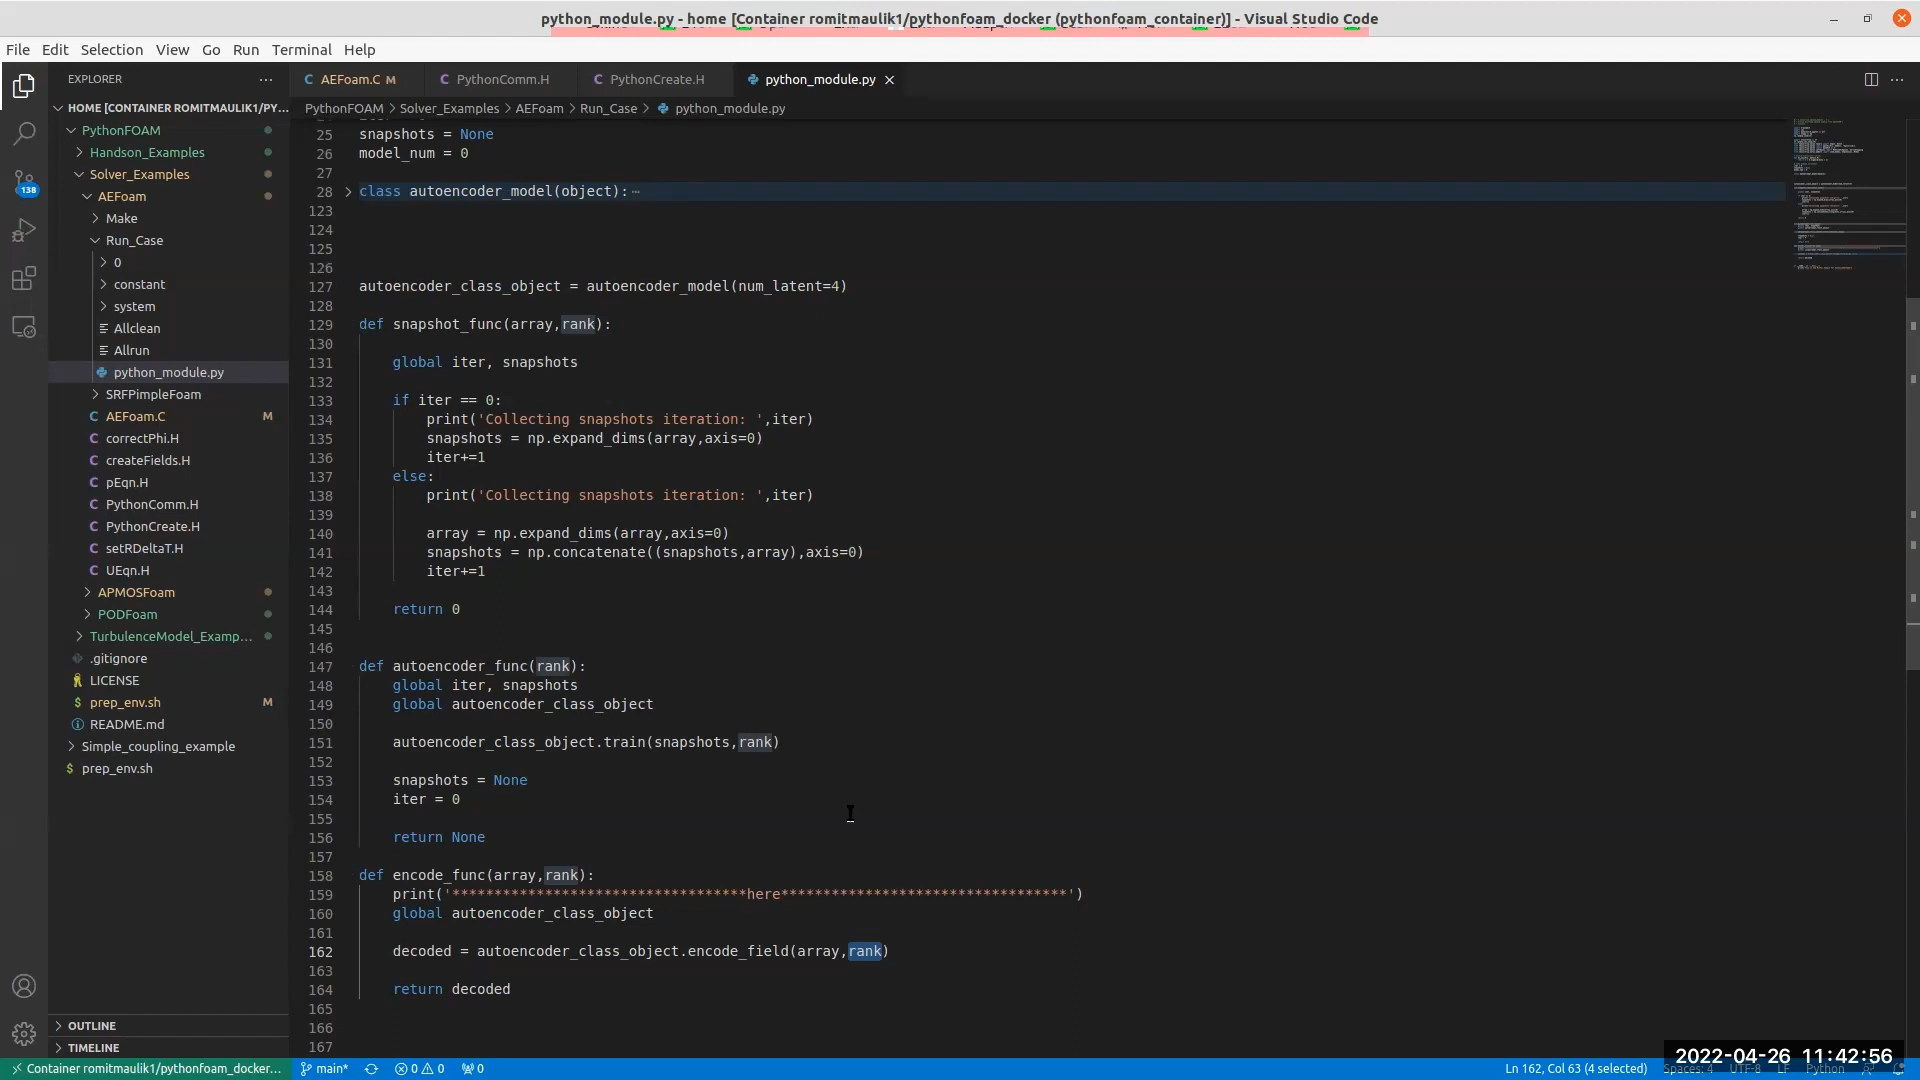 python_module.py - home [Container romitmaulik1/pythonfoam_docker (pythonfoam_container)] - Visual Studio Code
File Edit Selection View Go Run Terminal Help
EXPLORER
AEFoam.C M
PythonComm.H
PythonCreate.H
python_module.py
HOME [CONTAINER ROMITMAULIK1/PY...
PythonFOAM > Solver_Examples > AEFoam > Run_Case > python_module.py
PythonFOAM
Handson_Examples
Solver_Examples
AEFoam
Make
Run_Case
0
constant
system
Allclean
Allrun
python_module.py
SRFPimpleFoam
AEFoam.C M
correctPhi.H
createFields.H
pEqn.H
PythonComm.H
PythonCreate.H
setRDeltaT.H
UEqn.H
APMOSFoam
PODFoam
TurbulenceModel_Examp...
.gitignore
LICENSE
prep_env.sh M
README.md
Simple_coupling_example
prep_env.sh
OUTLINE
TIMELINE
138
25 snapshots = None
26 model_num = 0
27
28 class autoencoder_model(object):
123
124
125
126
127 autoencoder_class_object = autoencoder_model(num_latent=4)
128
129 def snapshot_func(array,rank):
130
131 global iter, snapshots
132
133 if iter == 0:
134 print('Collecting snapshots iteration: ',iter)
135 snapshots = np.expand_dims(array,axis=0)
136 iter+=1
137 else:
138 print('Collecting snapshots iteration: ',iter)
139
140 array = np.expand_dims(array,axis=0)
141 snapshots = np.concatenate((snapshots,array),axis=0)
142 iter+=1
143
144 return 0
145
146
147 def autoencoder_func(rank):
148 global iter, snapshots
149 global autoencoder_class_object
150
151 autoencoder_class_object.train(snapshots,rank)
152
153 snapshots = None
154 iter = 0
155
156 return None
157
158 def encode_func(array,rank):
159 print('***********************************here**********************************')
160 global autoencoder_class_object
161
162 decoded = autoencoder_class_object.encode_field(array,rank)
163
164 return decoded
165
166
167
Container romitmaulik1/pythonfoam_docker... main* 0 0 0 Ln 162, Col 63 (4 selected) Spaces: 4 UTF-8 LF Python
2022-04-26 11:42:56